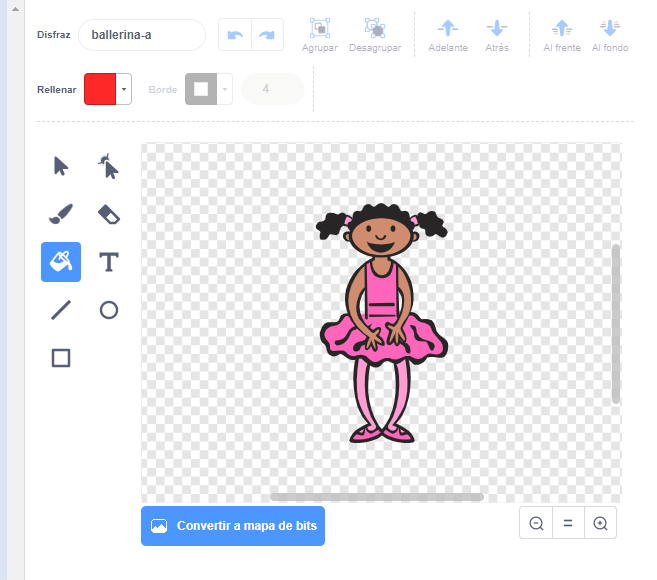 Disfraz
ballerina-a
Agrupar
Desagrupar
Adelante
Atrás
Al frente
Al fondo
Rellenar
Borde
4
T
Convertir a mapa de bits